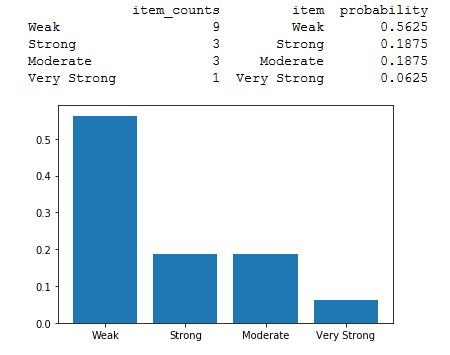 item_counts item probability
Weak 9 Weak 0.5625
Strong 3 Strong 0.1875
Moderate 3 Moderate 0.1875
Very Strong 1 Very Strong 0.0625
0.5
0.4
0.3
0.2
0.1
0.0
Weak Strong Moderate Very Strong